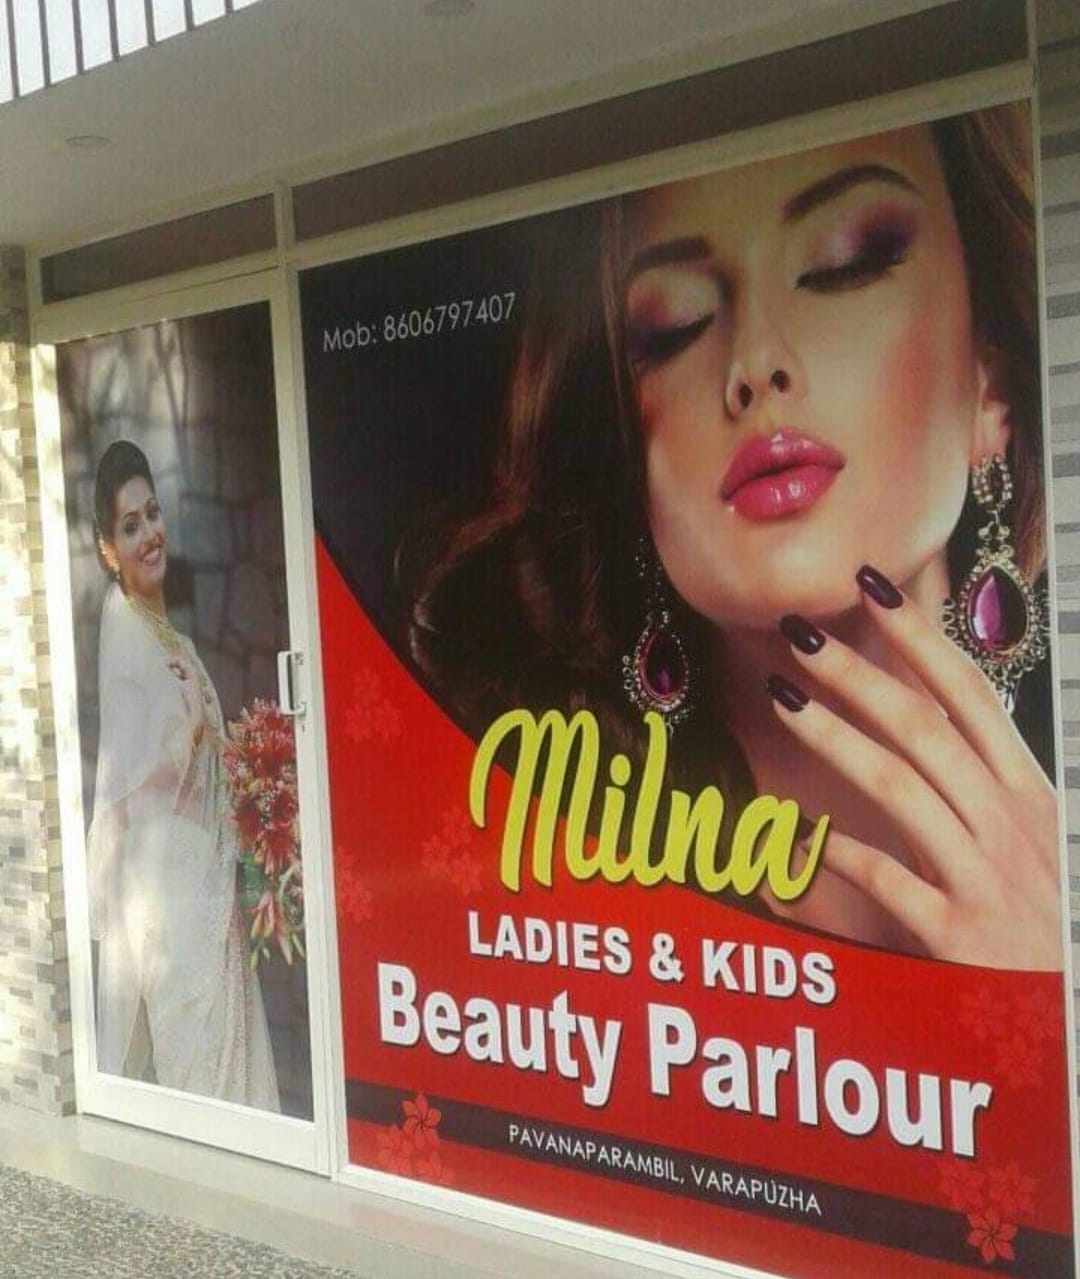 Mob: 8606797407
Milna
LADIES & KIDS
Beauty Parlour
PAVANAPARAMBIL, VARAPUZHA